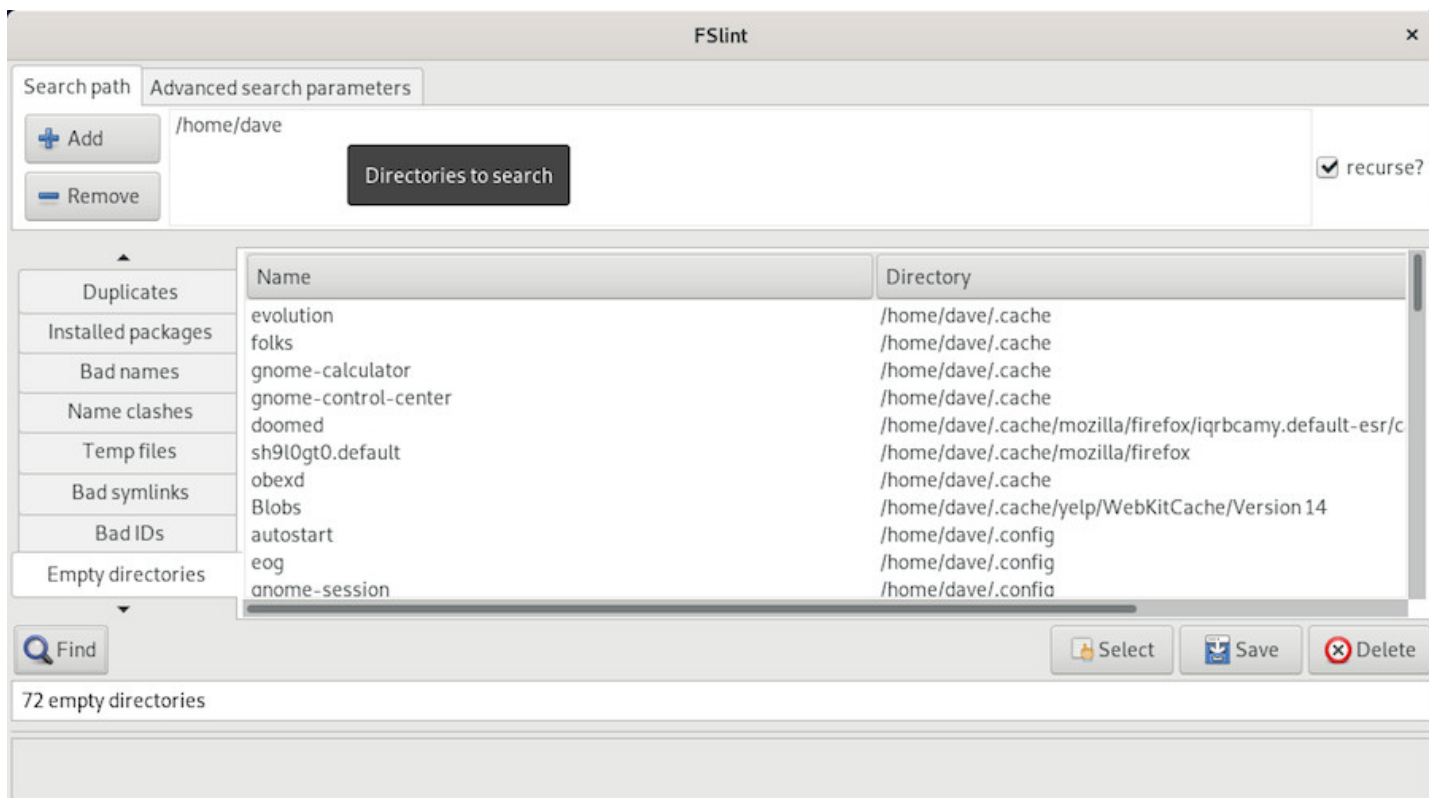 FSlint
×
Search path Advanced search parameters
Add
/home/dave
Directories to search
recurse?
Remove
Name Directory
Duplicates
Installed packages
Bad names
Name clashes
Temp files
Bad symlinks
Bad IDs
Empty directories
evolution /home/dave/.cache
folks /home/dave/.cache
gnome-calculator /home/dave/.cache
gnome-control-center /home/dave/.cache
doomed /home/dave/.cache/mozilla/firefox/iqrbcamy.default-esr/c
sh9l0gt0.default /home/dave/.cache/mozilla/firefox
obexd /home/dave/.cache
Blobs /home/dave/.cache/yelp/WebKitCache/Version 14
autostart /home/dave/.config
eog /home/dave/.config
gnome-session /home/dave/.config
Find Select Save Delete
72 empty directories